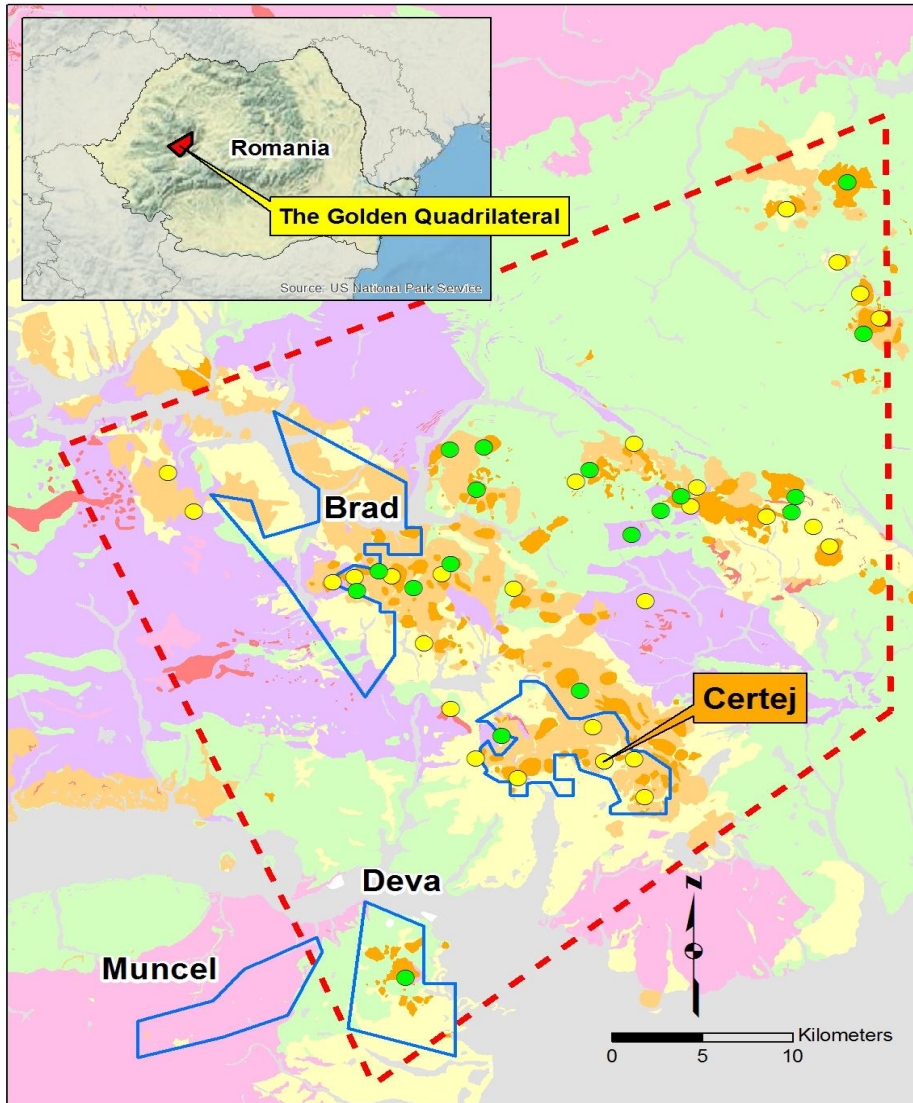 Romania
The Golden Quadrilateral
Source: US National Park Service
Brad
Certej
Deva
Muncel
N
Kilometers
0 5 10